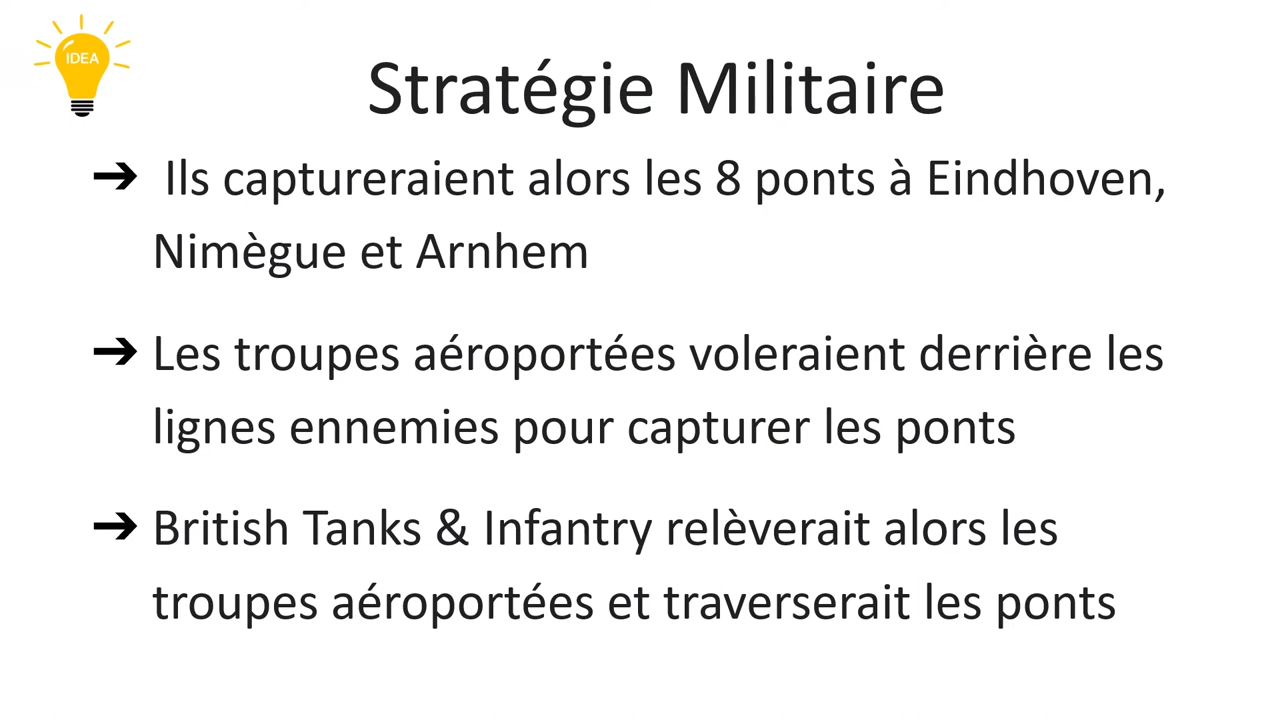 IDEA
Stratégie Militaire
➔ Ils captureraient alors les 8 ponts à Eindhoven,
Nimègue et Arnhem
➔ Les troupes aéroportées voleraient derrière les
lignes ennemies pour capturer les ponts
➔ British Tanks & Infantry relèverait alors les
troupes aéroportées et traverserait les ponts